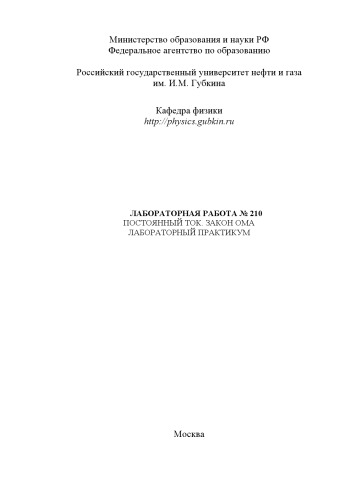 Министерство образования и науки РФ
Федеральное агентство по образованию
Российский государственный университет нефти и газа
им. И.М. Губкина
Кафедра физики
http://physics.gubkin.ru
ЛАБОРАТОРНАЯ РАБОТА № 210
ПОСТОЯННЫЙ ТОК. ЗАКОН ОМА
ЛАБОРАТОРНЫЙ ПРАКТИКУМ
Москва